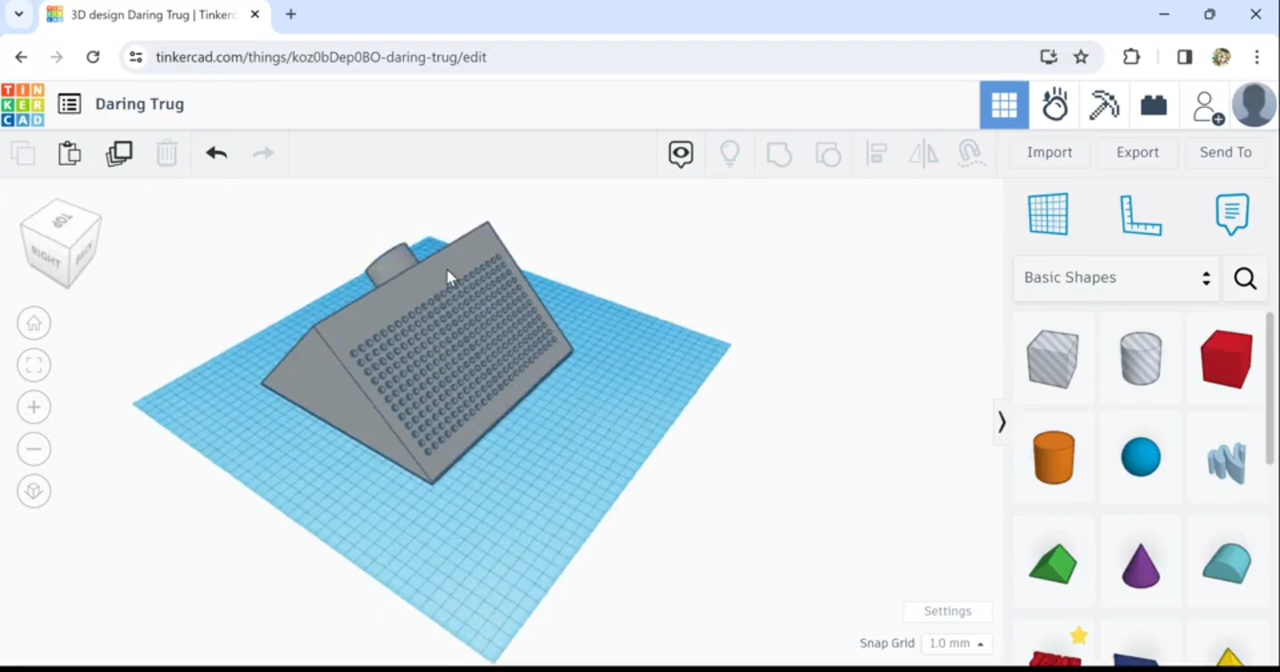 3D design Daring Trug | Tinkerc
tinkercad.com/things/koz0bDep0BO-daring-trug/edit
TIN
KER
CAD
Daring Trug
Import
Export
Send To
TOP
RIGHT
BACK
Basic Shapes
Settings
Snap Grid
1.0 mm